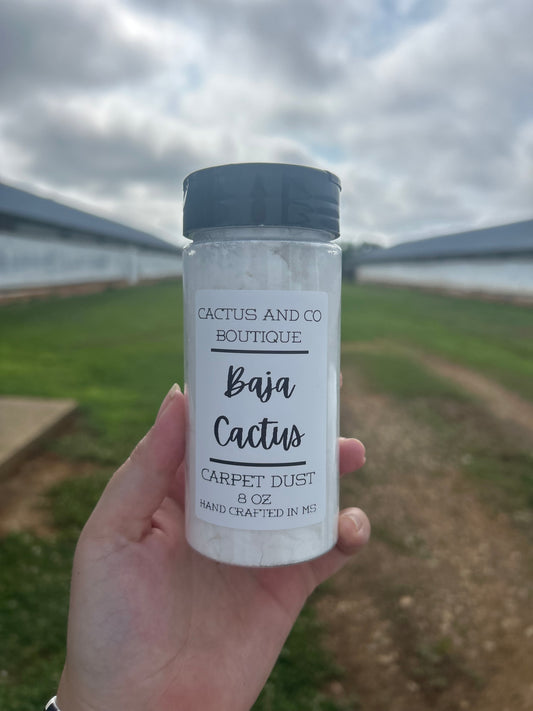 CACTUS AND CO
BOUTIQUE
Baja
Cactus
CARPET DUST
8 OZ
HAND CRAFTED IN MS